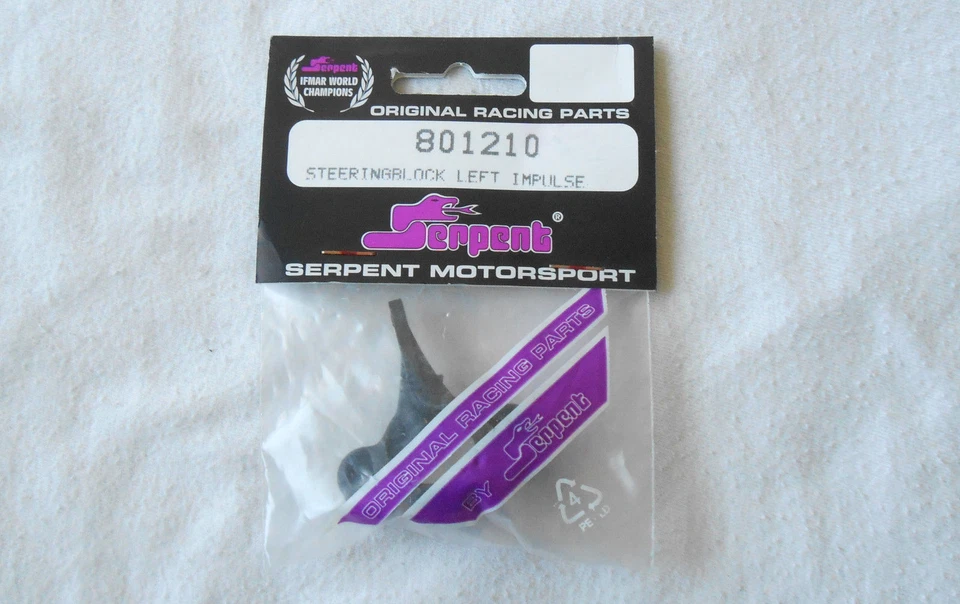 Serpent
IFMAR WORLD
CHAMPIONS
ORIGINAL RACING PARTS
801210
STEERINGBLOCK LEFT IMPULSE
Serpent®
SERPENT MOTORSPORT
ORIGINAL RACING PARTS
BY Serpent
4
PE LD